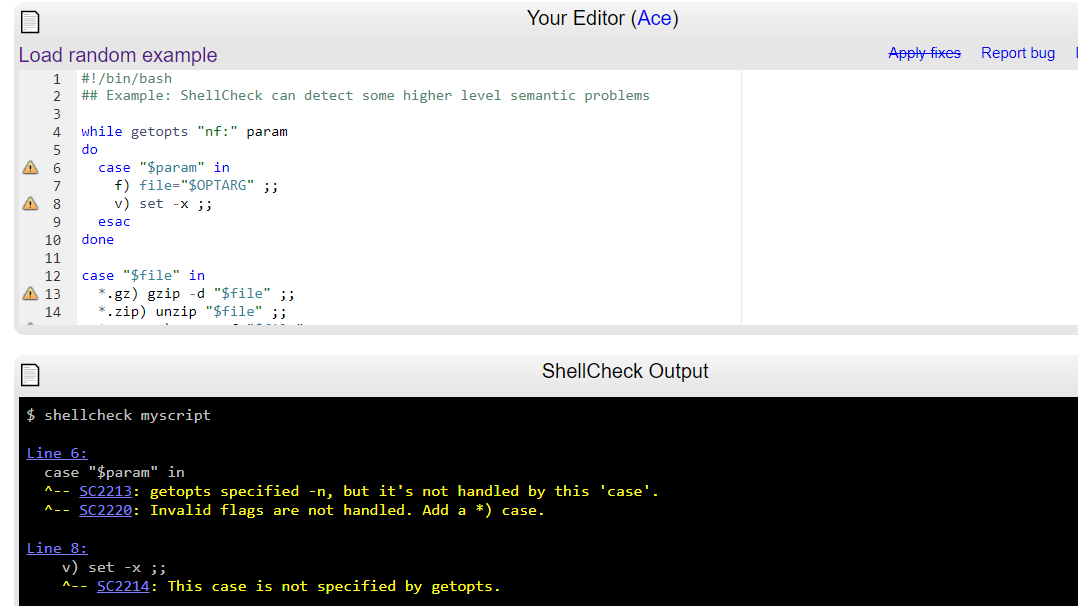 Your Editor (Ace)
Load random example
Apply fixes Report bug
1 #!/bin/bash
2 ## Example: ShellCheck can detect some higher level semantic problems
3
4 while getopts "nf:" param
5 do
6   case "$param" in
7     f) file="$OPTARG" ;;
8     v) set -x ;;
9   esac
10 done
11
12 case "$file" in
13   *.gz) gzip -d "$file" ;;
14   *.zip) unzip "$file" ;;
ShellCheck Output
$ shellcheck myscript
Line 6:
  case "$param" in
  ^-- SC2213: getopts specified -n, but it's not handled by this 'case'.
  ^-- SC2220: Invalid flags are not handled. Add a *) case.
Line 8:
    v) set -x ;;
    ^-- SC2214: This case is not specified by getopts.